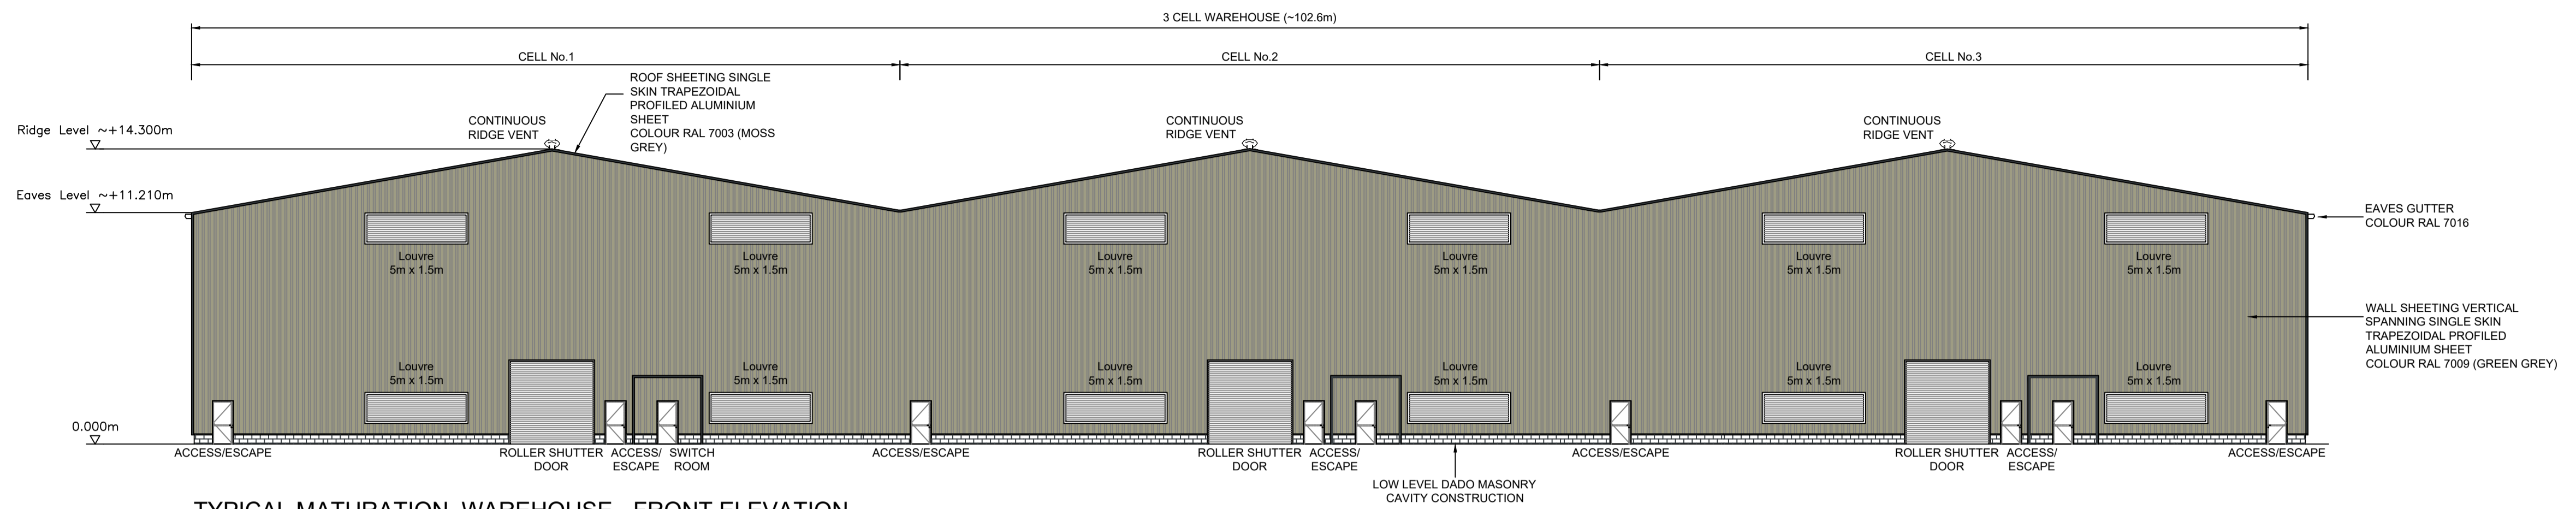 3 CELL WAREHOUSE (~102.6m)
CELL No.1
CELL No.2
CELL No.3
ROOF SHEETING SINGLE
SKIN TRAPEZOIDAL
PROFILED ALUMINIUM
SHEET
COLOUR RAL 7003 (MOSS
GREY)
CONTINUOUS
RIDGE VENT
CONTINUOUS
RIDGE VENT
CONTINUOUS
RIDGE VENT
Ridge Level ~+14.300m
Eaves Level ~+11.210m
EAVES GUTTER
COLOUR RAL 7016
Louvre
5m x 1.5m
Louvre
5m x 1.5m
Louvre
5m x 1.5m
Louvre
5m x 1.5m
Louvre
5m x 1.5m
Louvre
5m x 1.5m
WALL SHEETING VERTICAL
SPANNING SINGLE SKIN
TRAPEZOIDAL PROFILED
ALUMINIUM SHEET
COLOUR RAL 7009 (GREEN GREY)
Louvre
5m x 1.5m
Louvre
5m x 1.5m
Louvre
5m x 1.5m
Louvre
5m x 1.5m
Louvre
5m x 1.5m
Louvre
5m x 1.5m
0.000m
ACCESS/ESCAPE
ROLLER SHUTTER
DOOR
ACCESS/
ESCAPE
SWITCH
ROOM
ACCESS/ESCAPE
ROLLER SHUTTER
DOOR
ACCESS/
ESCAPE
ACCESS/ESCAPE
ROLLER SHUTTER
DOOR
ACCESS/
ESCAPE
ACCESS/ESCAPE
LOW LEVEL DADO MASONRY
CAVITY CONSTRUCTION
TYPICAL MATURATION WAREHOUSE - FRONT ELEVATION